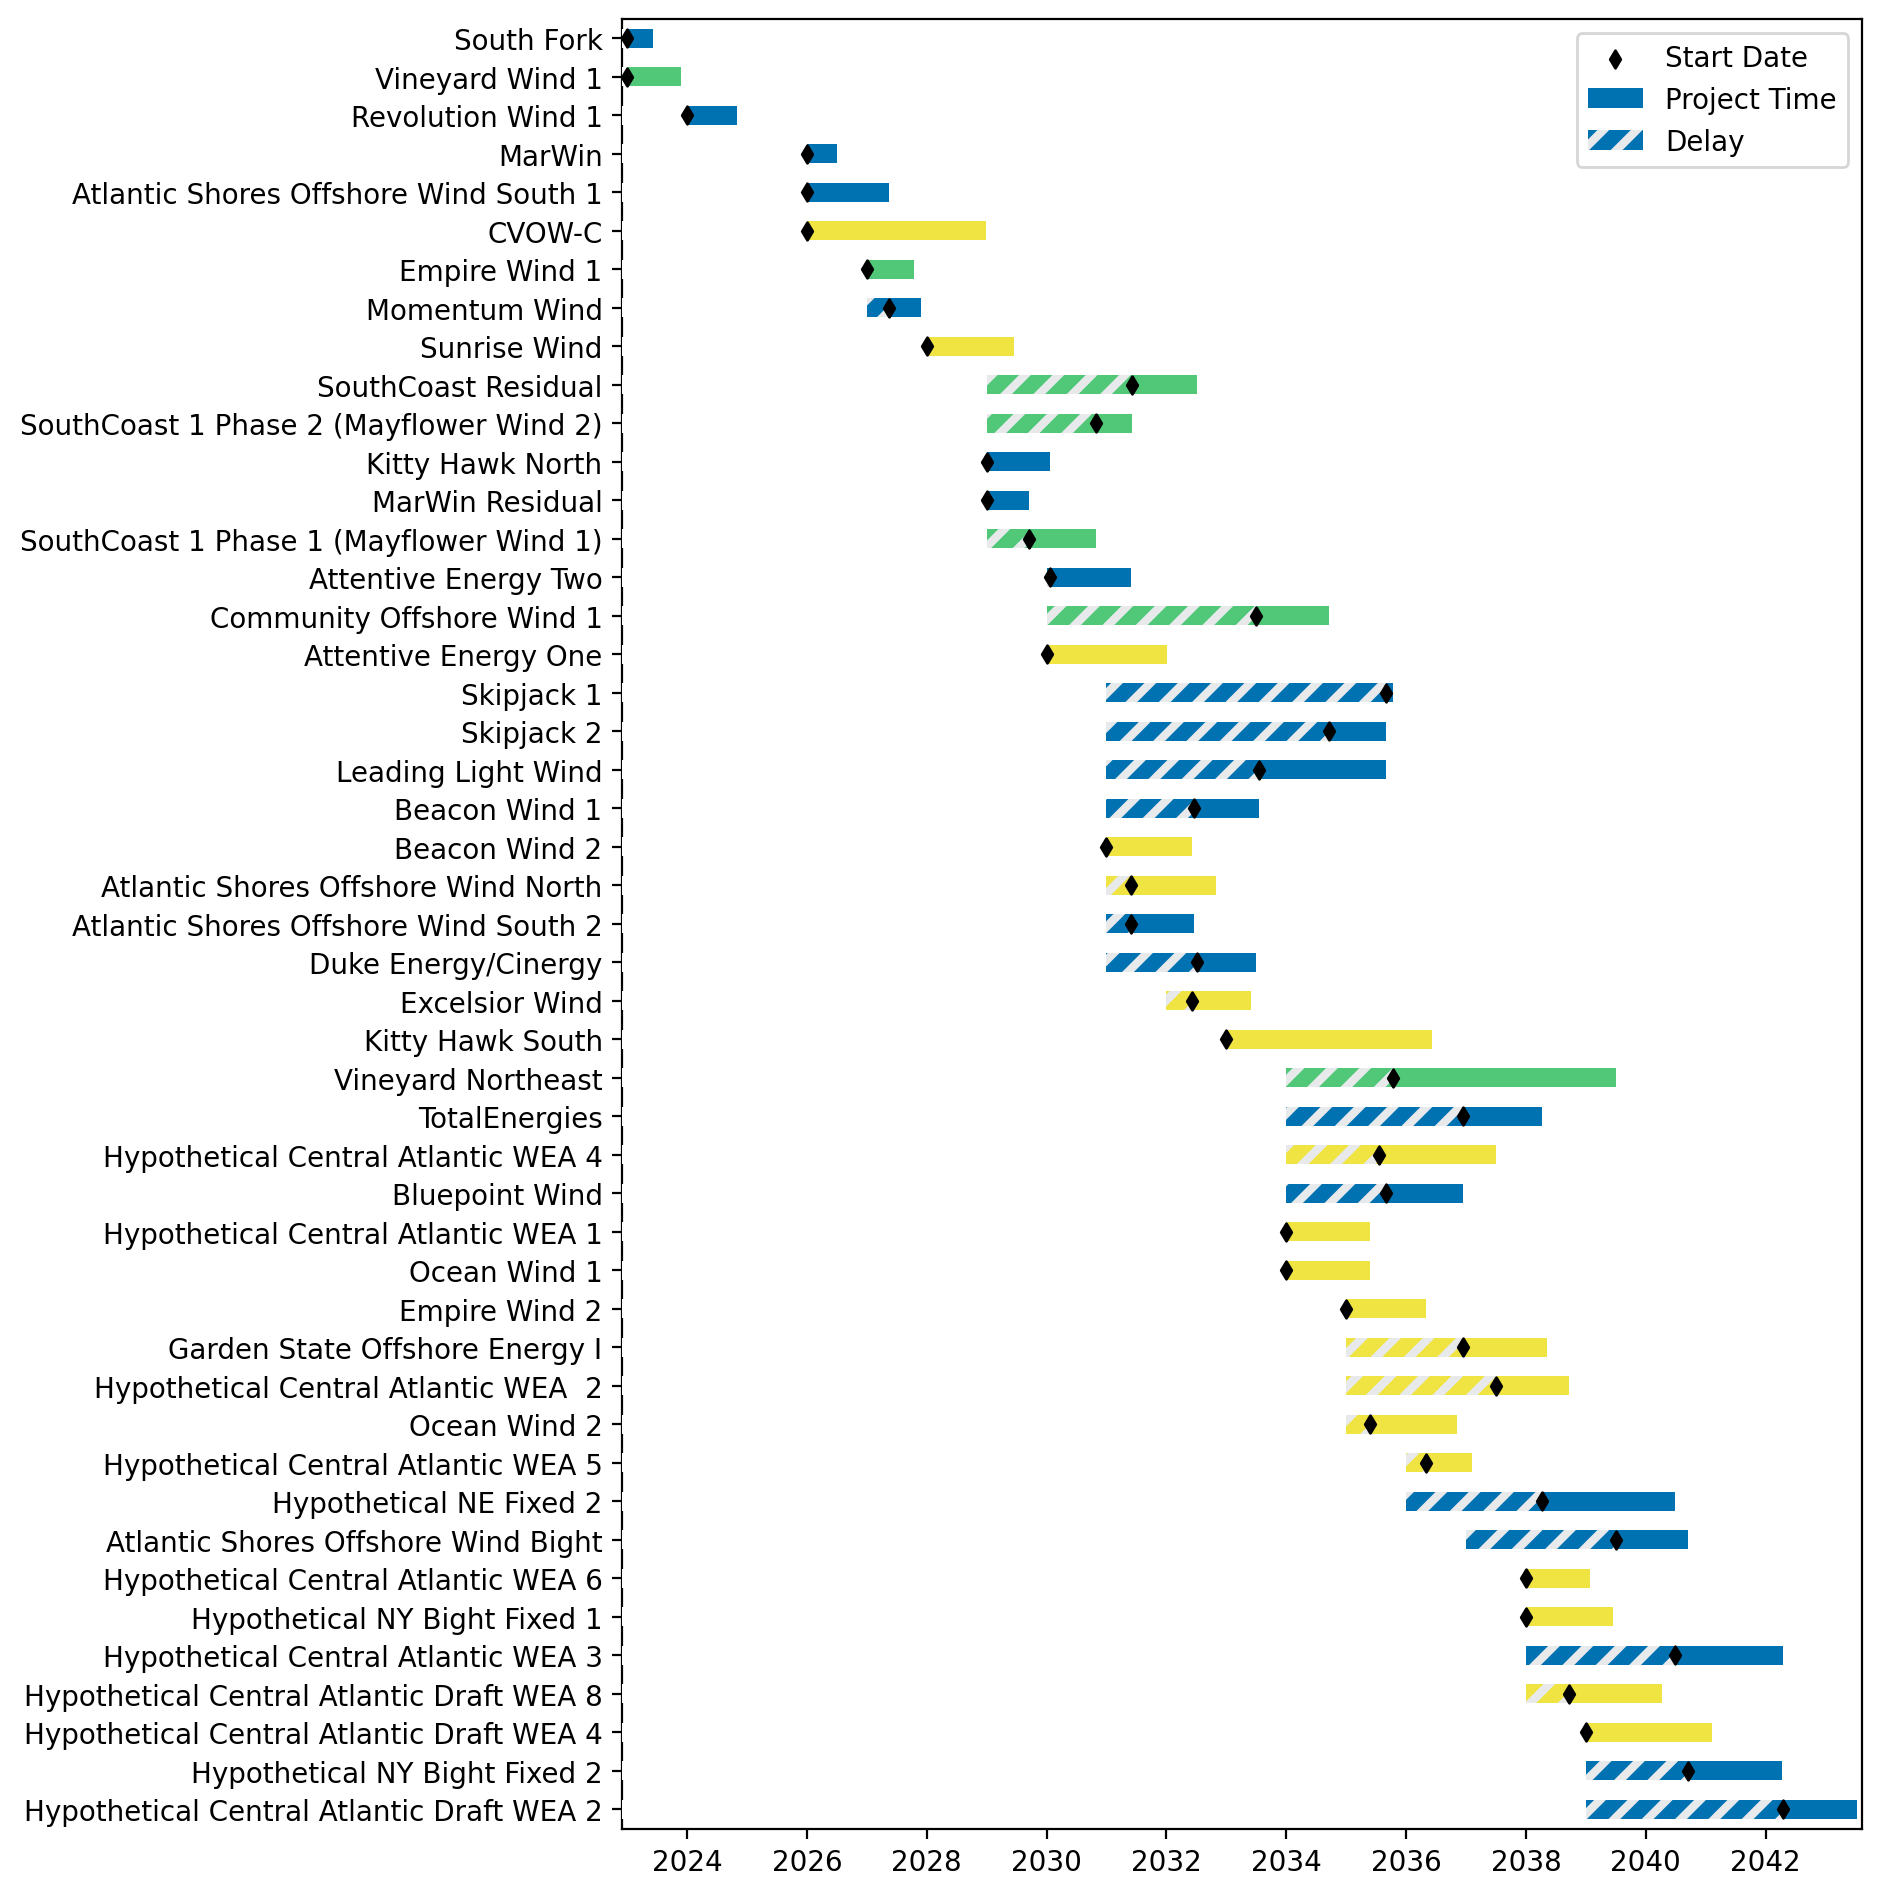 South Fork
Vineyard Wind 1
Revolution Wind 1
MarWin
Atlantic Shores Offshore Wind South 1
CVOW-C
Empire Wind 1
Momentum Wind
Sunrise Wind
SouthCoast Residual
SouthCoast 1 Phase 2 (Mayflower Wind 2)
Kitty Hawk North
MarWin Residual
SouthCoast 1 Phase 1 (Mayflower Wind 1)
Attentive Energy Two
Community Offshore Wind 1
Attentive Energy One
Skipjack 1
Skipjack 2
Leading Light Wind
Beacon Wind 1
Beacon Wind 2
Atlantic Shores Offshore Wind North
Atlantic Shores Offshore Wind South 2
Duke Energy/Cinergy
Excelsior Wind
Kitty Hawk South
Vineyard Northeast
TotalEnergies
Hypothetical Central Atlantic WEA 4
Bluepoint Wind
Hypothetical Central Atlantic WEA 1
Ocean Wind 1
Empire Wind 2
Garden State Offshore Energy I
Hypothetical Central Atlantic WEA  2
Ocean Wind 2
Hypothetical Central Atlantic WEA 5
Hypothetical NE Fixed 2
Atlantic Shores Offshore Wind Bight
Hypothetical Central Atlantic WEA 6
Hypothetical NY Bight Fixed 1
Hypothetical Central Atlantic WEA 3
Hypothetical Central Atlantic Draft WEA 8
Hypothetical Central Atlantic Draft WEA 4
Hypothetical NY Bight Fixed 2
Hypothetical Central Atlantic Draft WEA 2
Start Date
Project Time
Delay
2024 2026 2028 2030 2032 2034 2036 2038 2040 2042